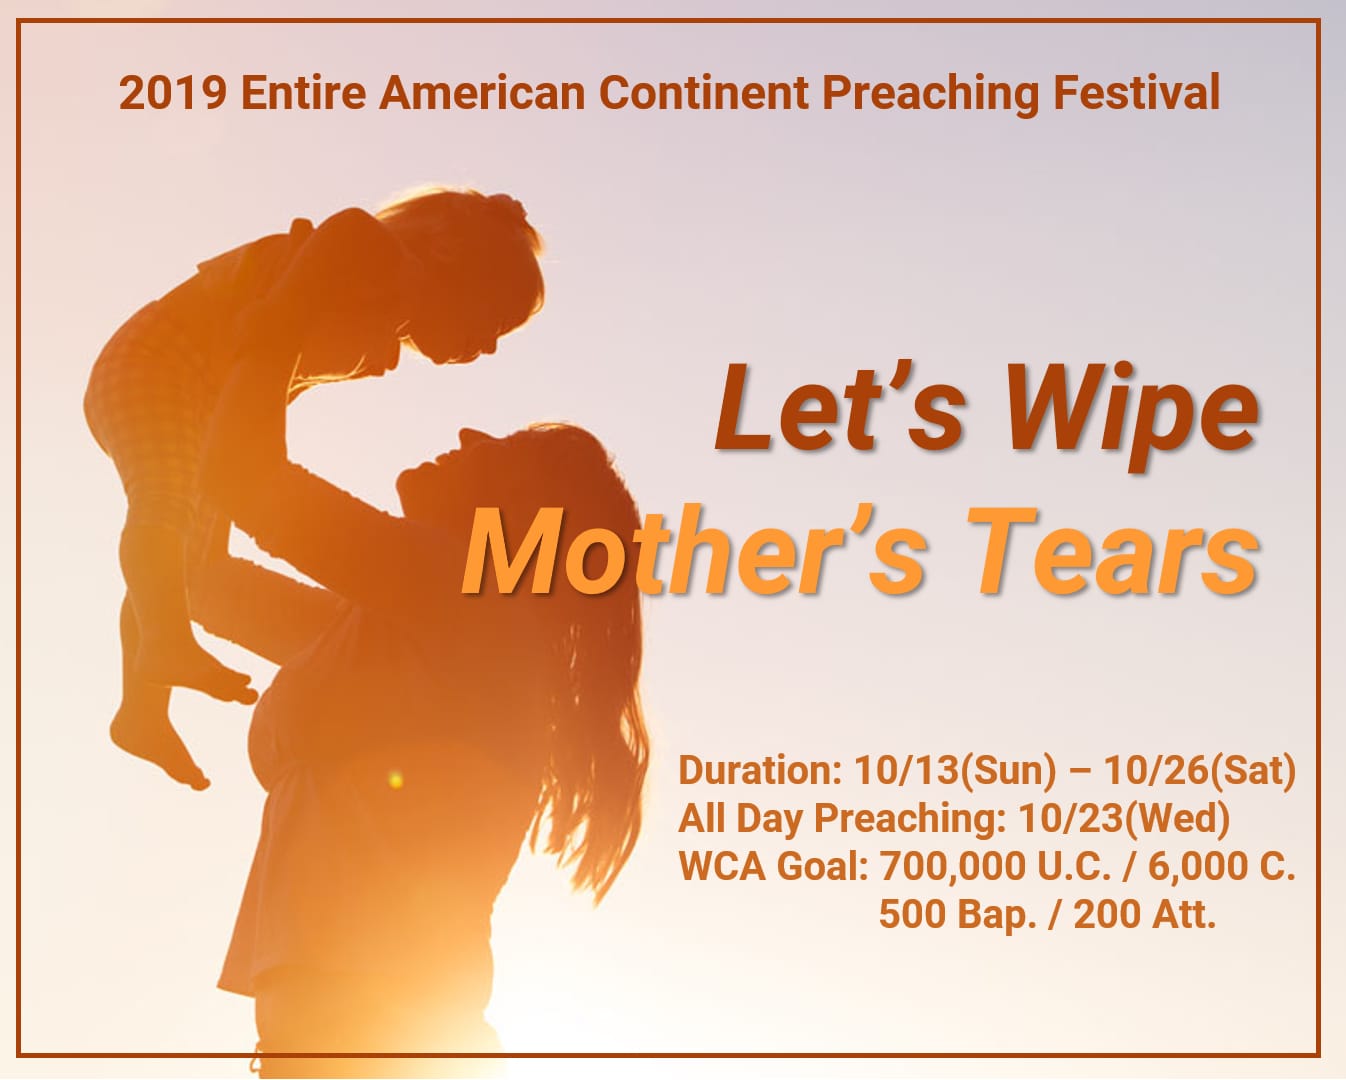 2019 Entire American Continent Preaching Festival
Let’s Wipe
Mother’s Tears
Duration: 10/13(Sun) – 10/26(Sat)
All Day Preaching: 10/23(Wed)
WCA Goal: 700,000 U.C. / 6,000 C.
500 Bap. / 200 Att.